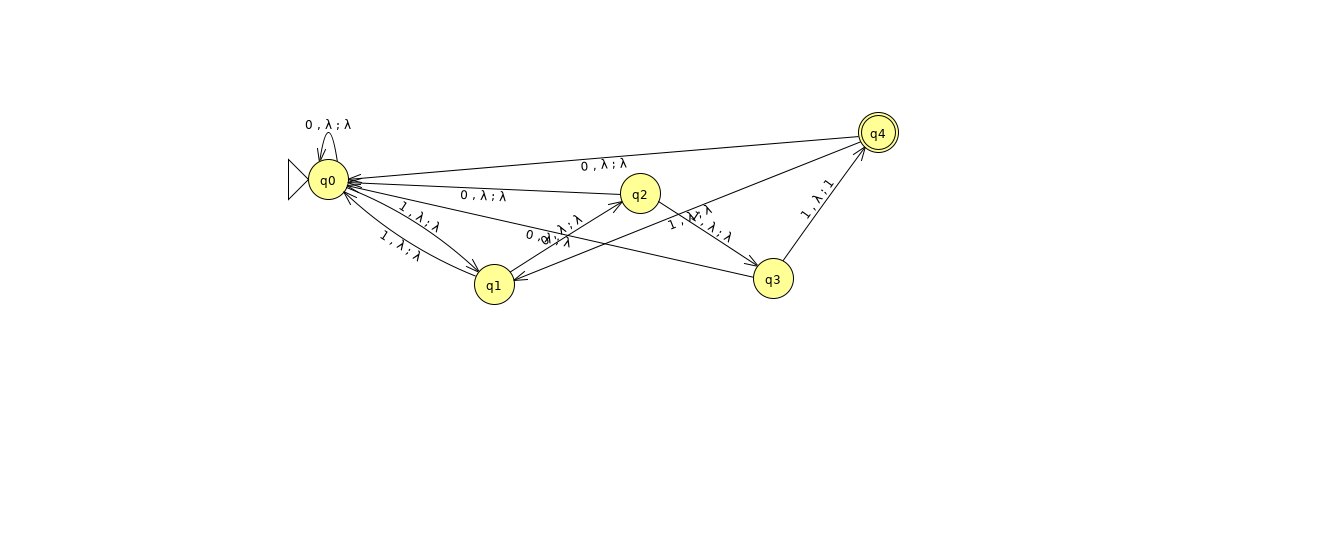 0 , λ ; λ
q4
0 , λ ; λ
q0
q2
0 , λ ; λ
1 , λ ; 1
1 , λ ; λ
1 , λ ; λ
0 , λ ; λ
1 , λ ; λ
0 , λ ; λ
1 , λ ; λ
q3
q1